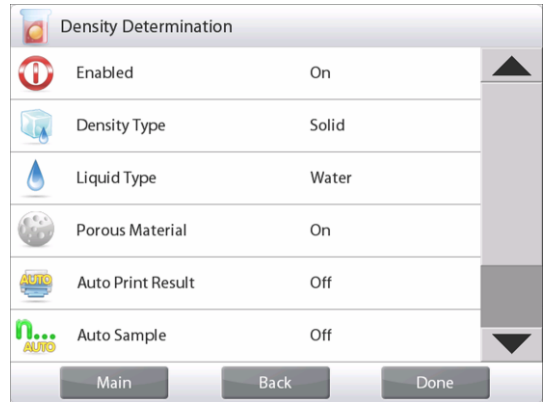 Density Determination
Enabled On
Density Type Solid
Liquid Type Water
Porous Material On
AUTO Auto Print Result Off
n... AUTO Auto Sample Off
Main Back Done